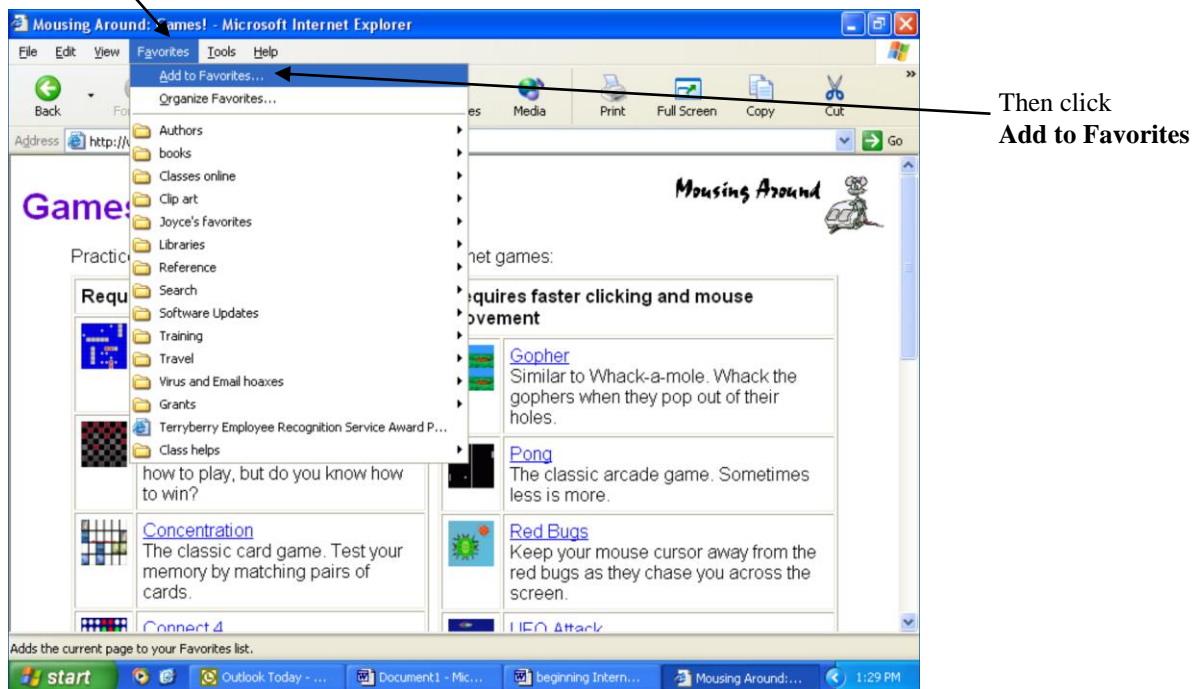 Mousing Around: Games! - Microsoft Internet Explorer
File Edit View Favorites Tools Help
Add to Favorites...
Organize Favorites...
Back
Media Print Full Screen Copy Cut
Then click
Add to Favorites
Address http://
Go
Authors
books
Classes online
Clip art
Joyce's favorites
Libraries
Reference
Search
Software Updates
Training
Travel
Virus and Email hoaxes
Grants
Terryberry Employee Recognition Service Award P...
Class helps
Mousing Around
Games
games:
faster clicking and mouse
Gopher
Similar to Whack-a-mole. Whack the
gophers when they pop out of their
holes.
Pong
The classic arcade game. Sometimes
less is more.
how to play, but do you know how
to win?
Concentration
The classic card game. Test your
memory by matching pairs of
cards.
Red Bugs
Keep your mouse cursor away from the
red bugs as they chase you across the
screen.
Connect 4
UFO Attack
Adds the current page to your Favorites list.
start Outlook Today - ... Document1 - Mic... beginning Intern... Mousing Around:... 1:29 PM